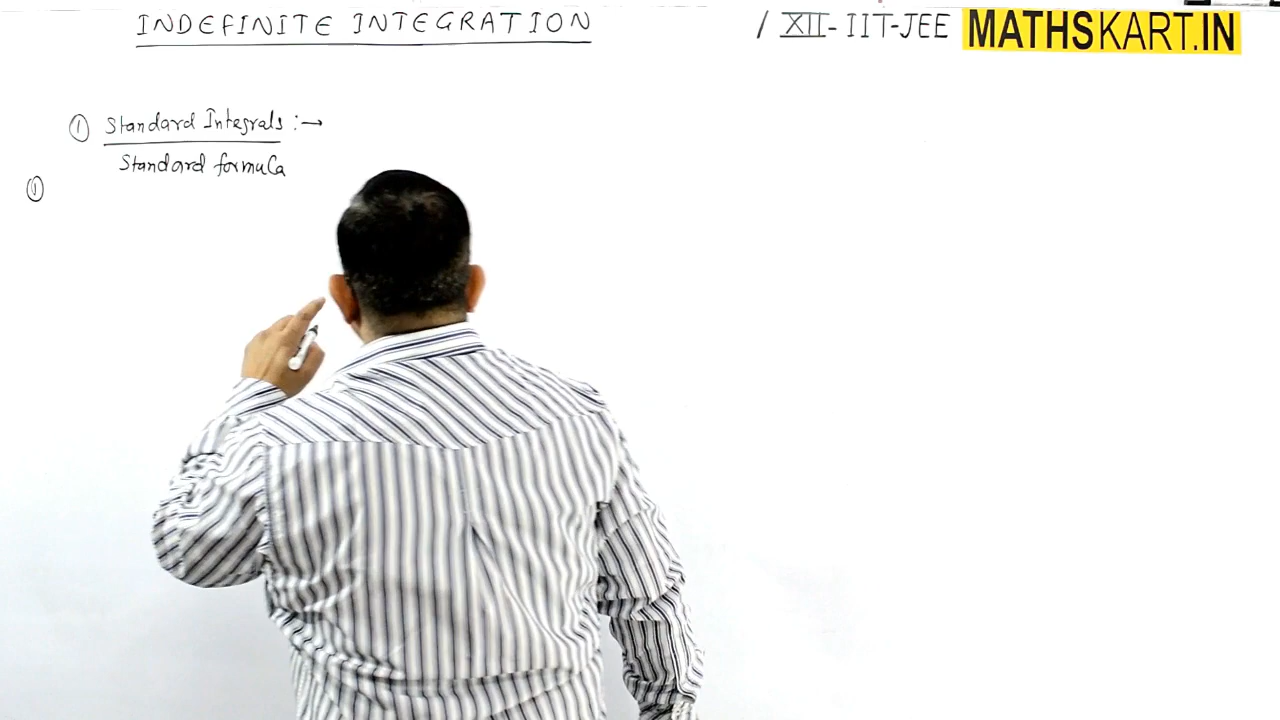 INDEFINITE INTEGRATION / XII - IIT-JEE MATHSKART.IN
① Standard Integrals :→
Standard formula
①